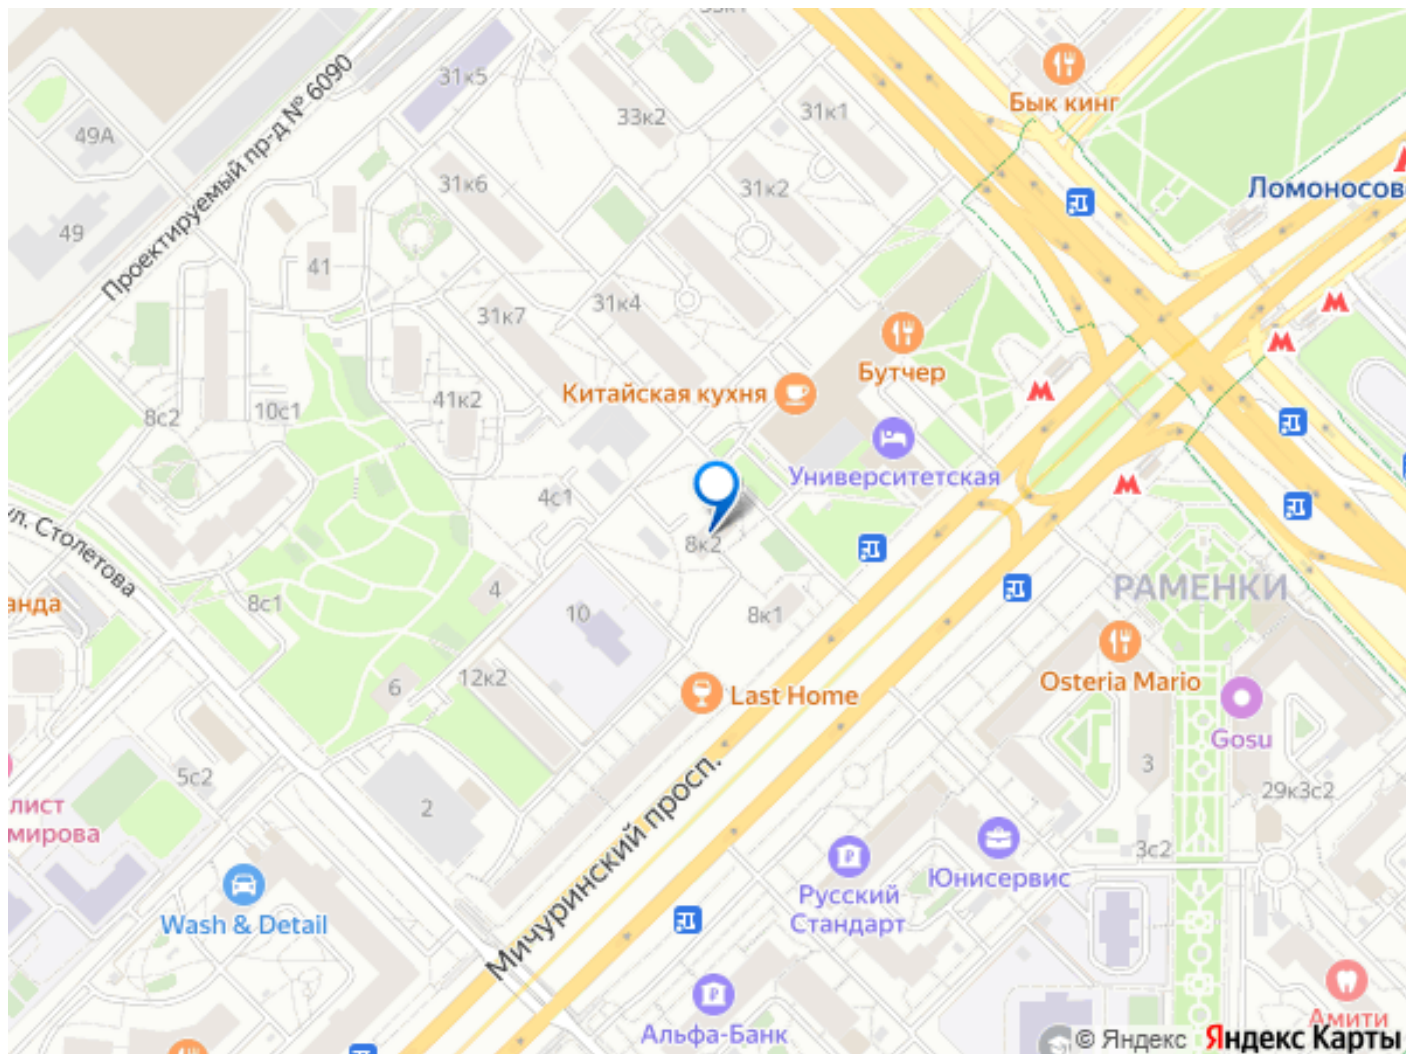 31к5
33к2
31к1
Бык кинг
49А
Проектируемый пр-д № 6090
31к6
31к2
Ломоносов
49
41
31к7
31к4
Бутчер
Китайская кухня
41к2
10с1
8с2
Университетская
4с1
ул. Столетова
8к2
РАМЕНКИ
4
8с1
10
8к1
анда
Osteria Mario
12к2
6
Last Home
Gosu
5с2
3
29к3с2
2
лист
мирова
Мичуринский просп.
3с2
Юнисервис
Русский
Стандарт
Wash & Detail
Альфа-Банк
Амити
© Яндекс Яндекс Карты